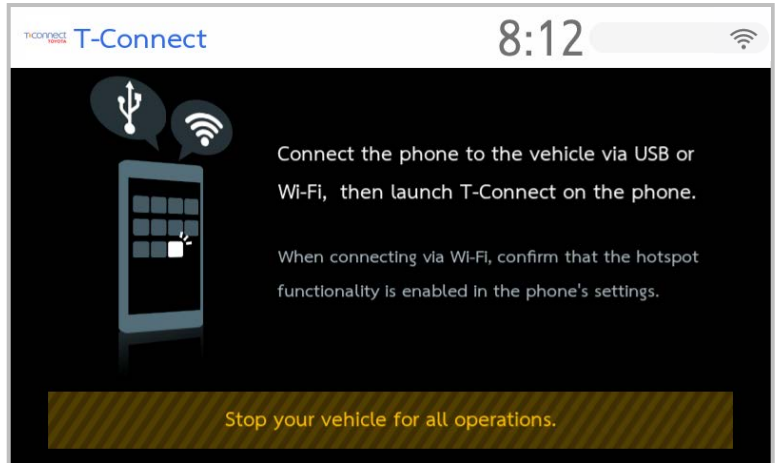 T-CONNECT
TOYOTA
T-Connect
8:12
Connect the phone to the vehicle via USB or
Wi-Fi, then launch T-Connect on the phone.
When connecting via Wi-Fi, confirm that the hotspot
functionality is enabled in the phone's settings.
Stop your vehicle for all operations.